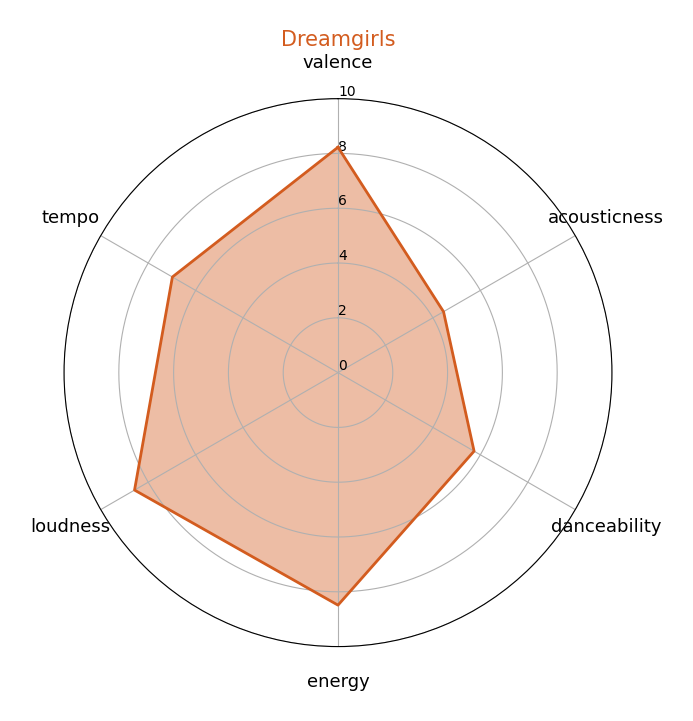 Dreamgirls
valence
10
8
6
4
2
0
tempo
acousticness
loudness
danceability
energy